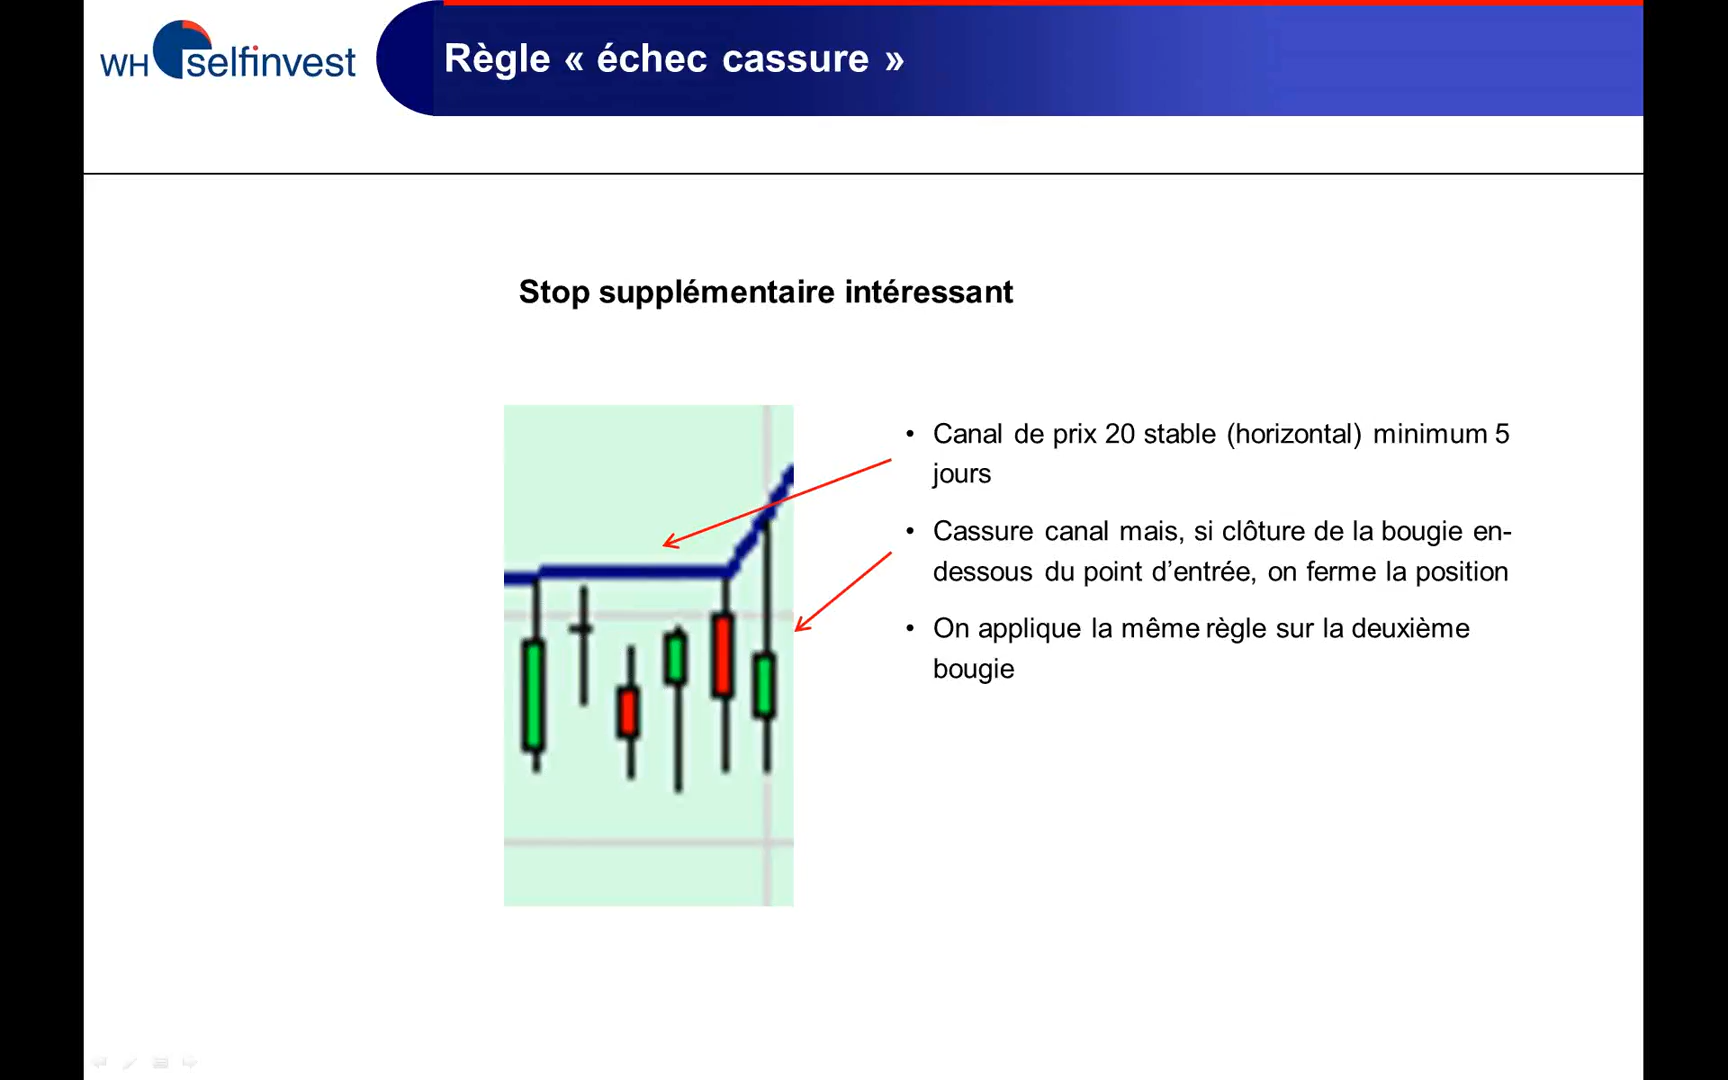 WH selfinvest
Règle « échec cassure »
Stop supplémentaire intéressant
• Canal de prix 20 stable (horizontal) minimum 5
jours
• Cassure canal mais, si clôture de la bougie en-
dessous du point d’entrée, on ferme la position
• On applique la même règle sur la deuxième
bougie